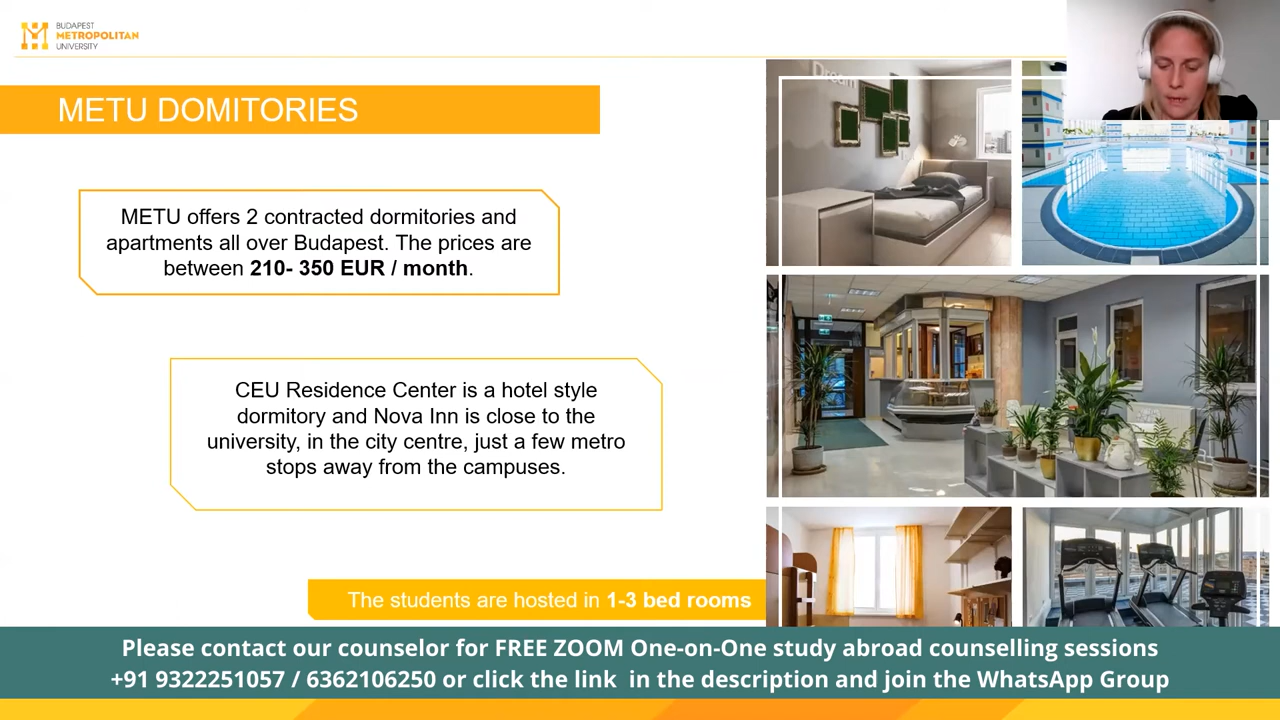 BUDAPEST
METROPOLITAN
UNIVERSITY
METU DOMITORIES
METU offers 2 contracted dormitories and
apartments all over Budapest. The prices are
between 210- 350 EUR / month.
CEU Residence Center is a hotel style
dormitory and Nova Inn is close to the
university, in the city centre, just a few metro
stops away from the campuses.
The students are hosted in 1-3 bed rooms
Dream
Please contact our counselor for FREE ZOOM One-on-One study abroad counselling sessions
+91 9322251057 / 6362106250 or click the link in the description and join the WhatsApp Group